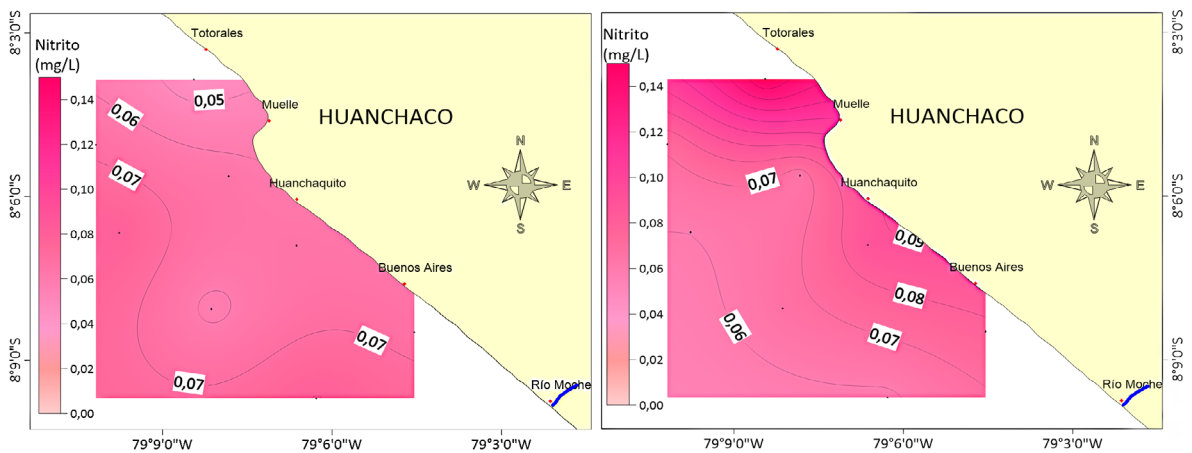 8°3'0"S
8°6'0"S
8°9'0"S
Nitrito
(mg/L)
0,14
0,12
0,10
0,08
0,06
0,04
0,02
0,00
Totorales
0,05
Muelle
0,06
HUANCHACO
0,07
Huanchaquito
N
W
E
S
Buenos Aires
0,07
0,07
Río Moche
79°9'0"W
79°6'0"W
79°3'0"W
Nitrito
(mg/L)
0,14
0,12
0,10
0,08
0,06
0,04
0,02
0,00
Totorales
Muelle
HUANCHACO
0,07
Huanchaquito
N
W
E
S
0,09
Buenos Aires
0,08
0,06
0,07
Río Moche
79°9'0"W
79°6'0"W
79°3'0"W
8°3'0"S
8°6'0"S
8°9'0"S